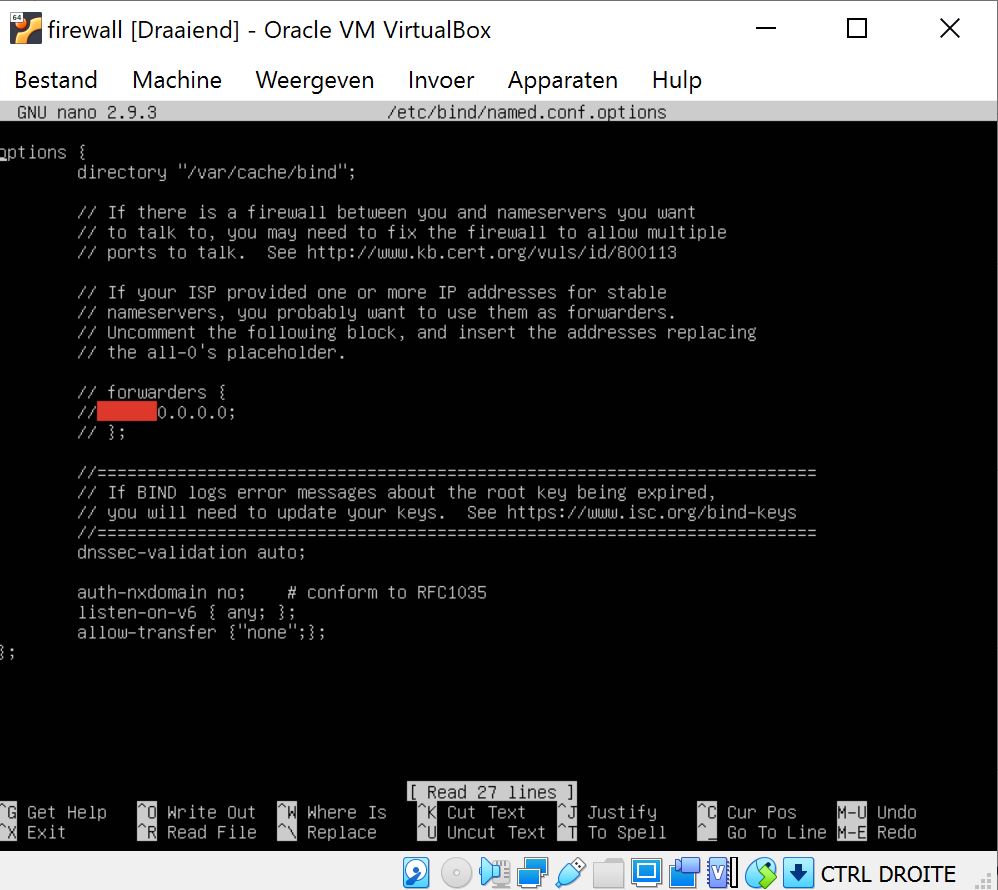 64
firewall [Draaiend] - Oracle VM VirtualBox
Bestand Machine Weergeven Invoer Apparaten Hulp
GNU nano 2.9.3 /etc/bind/named.conf.options
options {
directory "/var/cache/bind";
// If there is a firewall between you and nameservers you want
// to talk to, you may need to fix the firewall to allow multiple
// ports to talk.  See http://www.kb.cert.org/vuls/id/800113
// If your ISP provided one or more IP addresses for stable
// nameservers, you probably want to use them as forwarders.
// Uncomment the following block, and insert the addresses replacing
// the all-0's placeholder.
// forwarders {
// 0.0.0.0;
// };
//========================================================================
// If BIND logs error messages about the root key being expired,
// you will need to update your keys.  See https://www.isc.org/bind-keys
//========================================================================
dnssec-validation auto;
auth-nxdomain no;    # conform to RFC1035
listen-on-v6 { any; };
allow-transfer {"none";};
};
[ Read 27 lines ]
^G Get Help ^O Write Out ^W Where Is ^K Cut Text ^J Justify ^C Cur Pos M-U Undo
^X Exit ^R Read File ^\ Replace ^U Uncut Text ^T To Spell ^_ Go To Line M-E Redo
CTRL DROITE